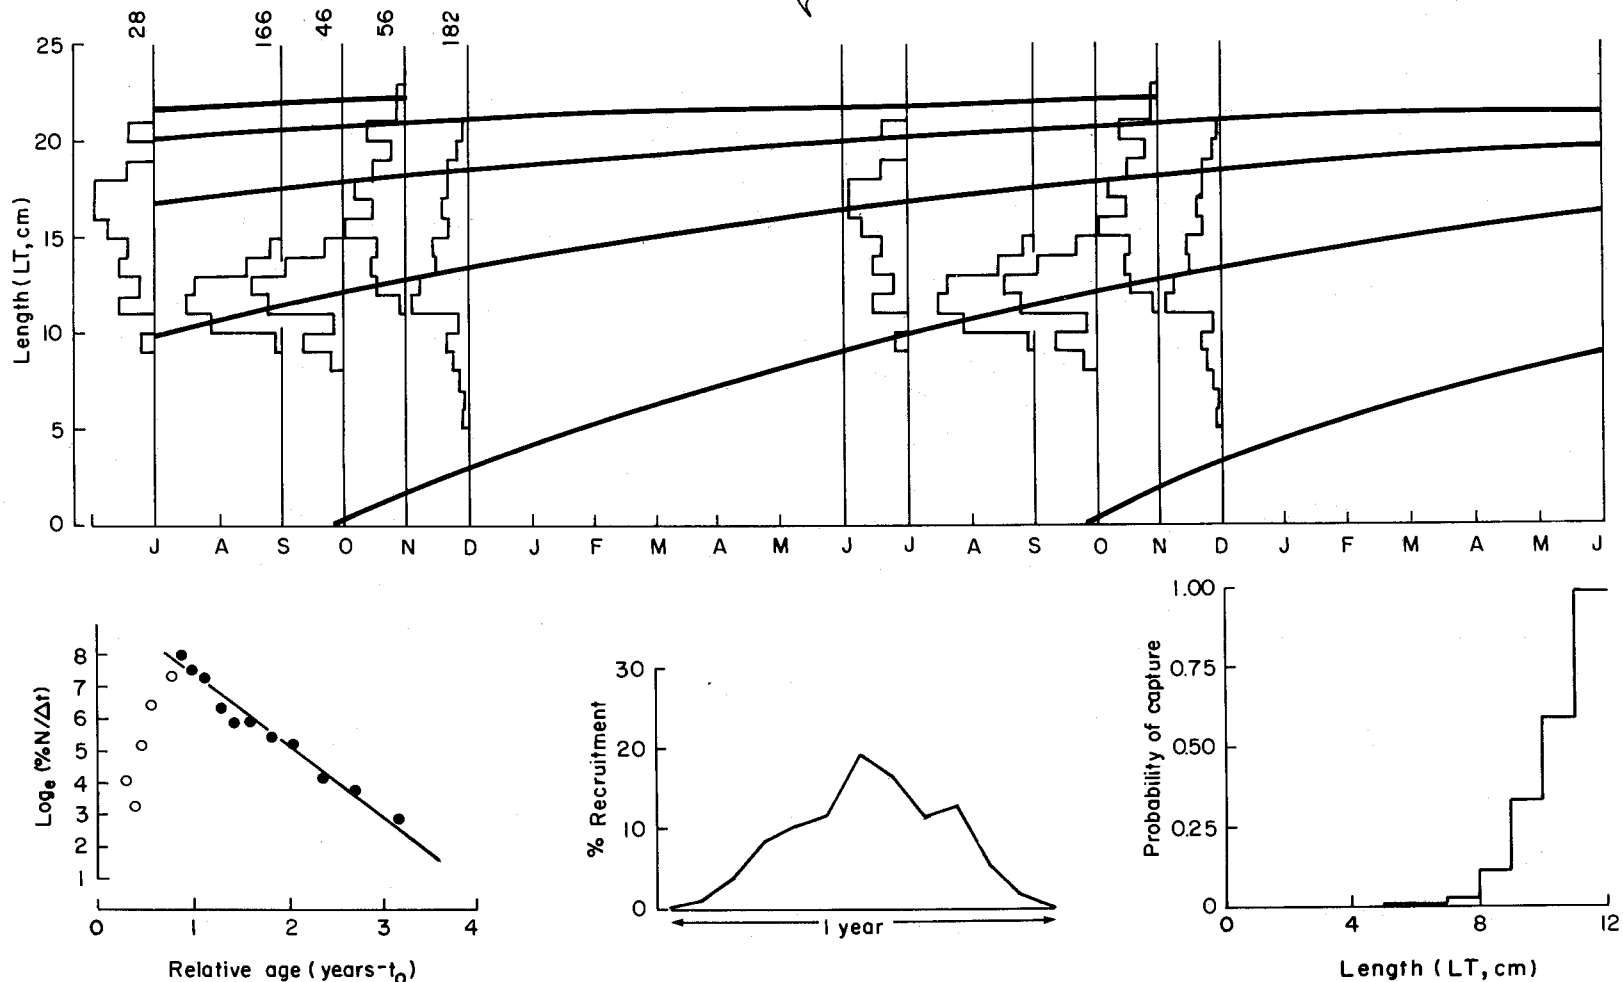 28 166 46 56 182
25
20
15
10
5
0
Length (LT, cm)
J A S O N D J F M A M J J A S O N D J F M A M J
8
7
6
5
4
3
2
1
Logₑ (%N/Δt)
0 1 2 3 4
Relative age (years-t₀)
30
20
10
0
% Recruitment
1 year
1.00
0.75
0.50
0.25
0
Probability of capture
0 4 8 12
Length (LT, cm)